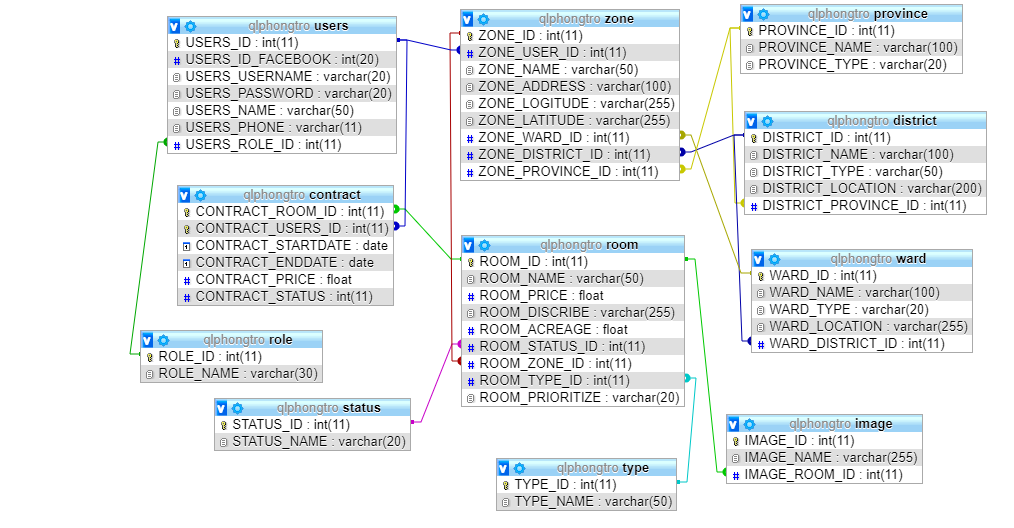 qlphongtro users
USERS_ID : int(11)
USERS_ID_FACEBOOK : int(20)
USERS_USERNAME : varchar(20)
USERS_PASSWORD : varchar(20)
USERS_NAME : varchar(50)
USERS_PHONE : varchar(11)
USERS_ROLE_ID : int(11)
qlphongtro zone
ZONE_ID : int(11)
ZONE_USER_ID : int(11)
ZONE_NAME : varchar(50)
ZONE_ADDRESS : varchar(100)
ZONE_LOGITUDE : varchar(255)
ZONE_LATITUDE : varchar(255)
ZONE_WARD_ID : int(11)
ZONE_DISTRICT_ID : int(11)
ZONE_PROVINCE_ID : int(11)
qlphongtro province
PROVINCE_ID : int(11)
PROVINCE_NAME : varchar(100)
PROVINCE_TYPE : varchar(20)
qlphongtro district
DISTRICT_ID : int(11)
DISTRICT_NAME : varchar(100)
DISTRICT_TYPE : varchar(50)
DISTRICT_LOCATION : varchar(200)
DISTRICT_PROVINCE_ID : int(11)
qlphongtro contract
CONTRACT_ROOM_ID : int(11)
CONTRACT_USERS_ID : int(11)
CONTRACT_STARTDATE : date
CONTRACT_ENDDATE : date
CONTRACT_PRICE : float
CONTRACT_STATUS : int(11)
qlphongtro room
ROOM_ID : int(11)
ROOM_NAME : varchar(50)
ROOM_PRICE : float
ROOM_DISCRIBE : varchar(255)
ROOM_ACREAGE : float
ROOM_STATUS_ID : int(11)
ROOM_ZONE_ID : int(11)
ROOM_TYPE_ID : int(11)
ROOM_PRIORITIZE : varchar(20)
qlphongtro ward
WARD_ID : int(11)
WARD_NAME : varchar(100)
WARD_TYPE : varchar(20)
WARD_LOCATION : varchar(255)
WARD_DISTRICT_ID : int(11)
qlphongtro role
ROLE_ID : int(11)
ROLE_NAME : varchar(30)
qlphongtro status
STATUS_ID : int(11)
STATUS_NAME : varchar(20)
qlphongtro image
IMAGE_ID : int(11)
IMAGE_NAME : varchar(255)
IMAGE_ROOM_ID : int(11)
qlphongtro type
TYPE_ID : int(11)
TYPE_NAME : varchar(50)